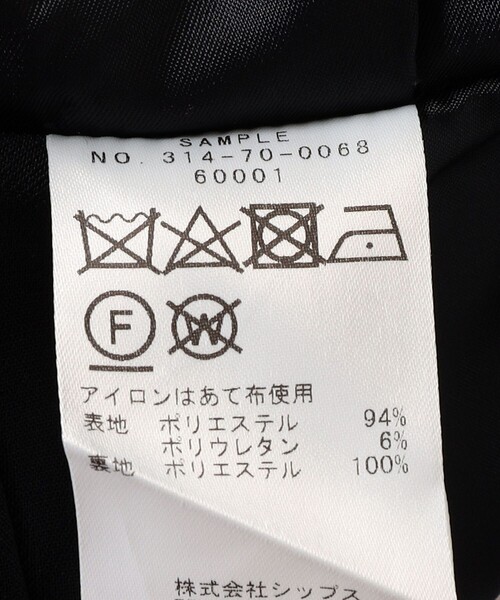 SAMPLE
NO. 314-70-0068
60001
F W
アイロンはあて布使用
表地 ポリエステル 94%
ポリウレタン 6%
裏地 ポリエステル 100%
株式会社シップス